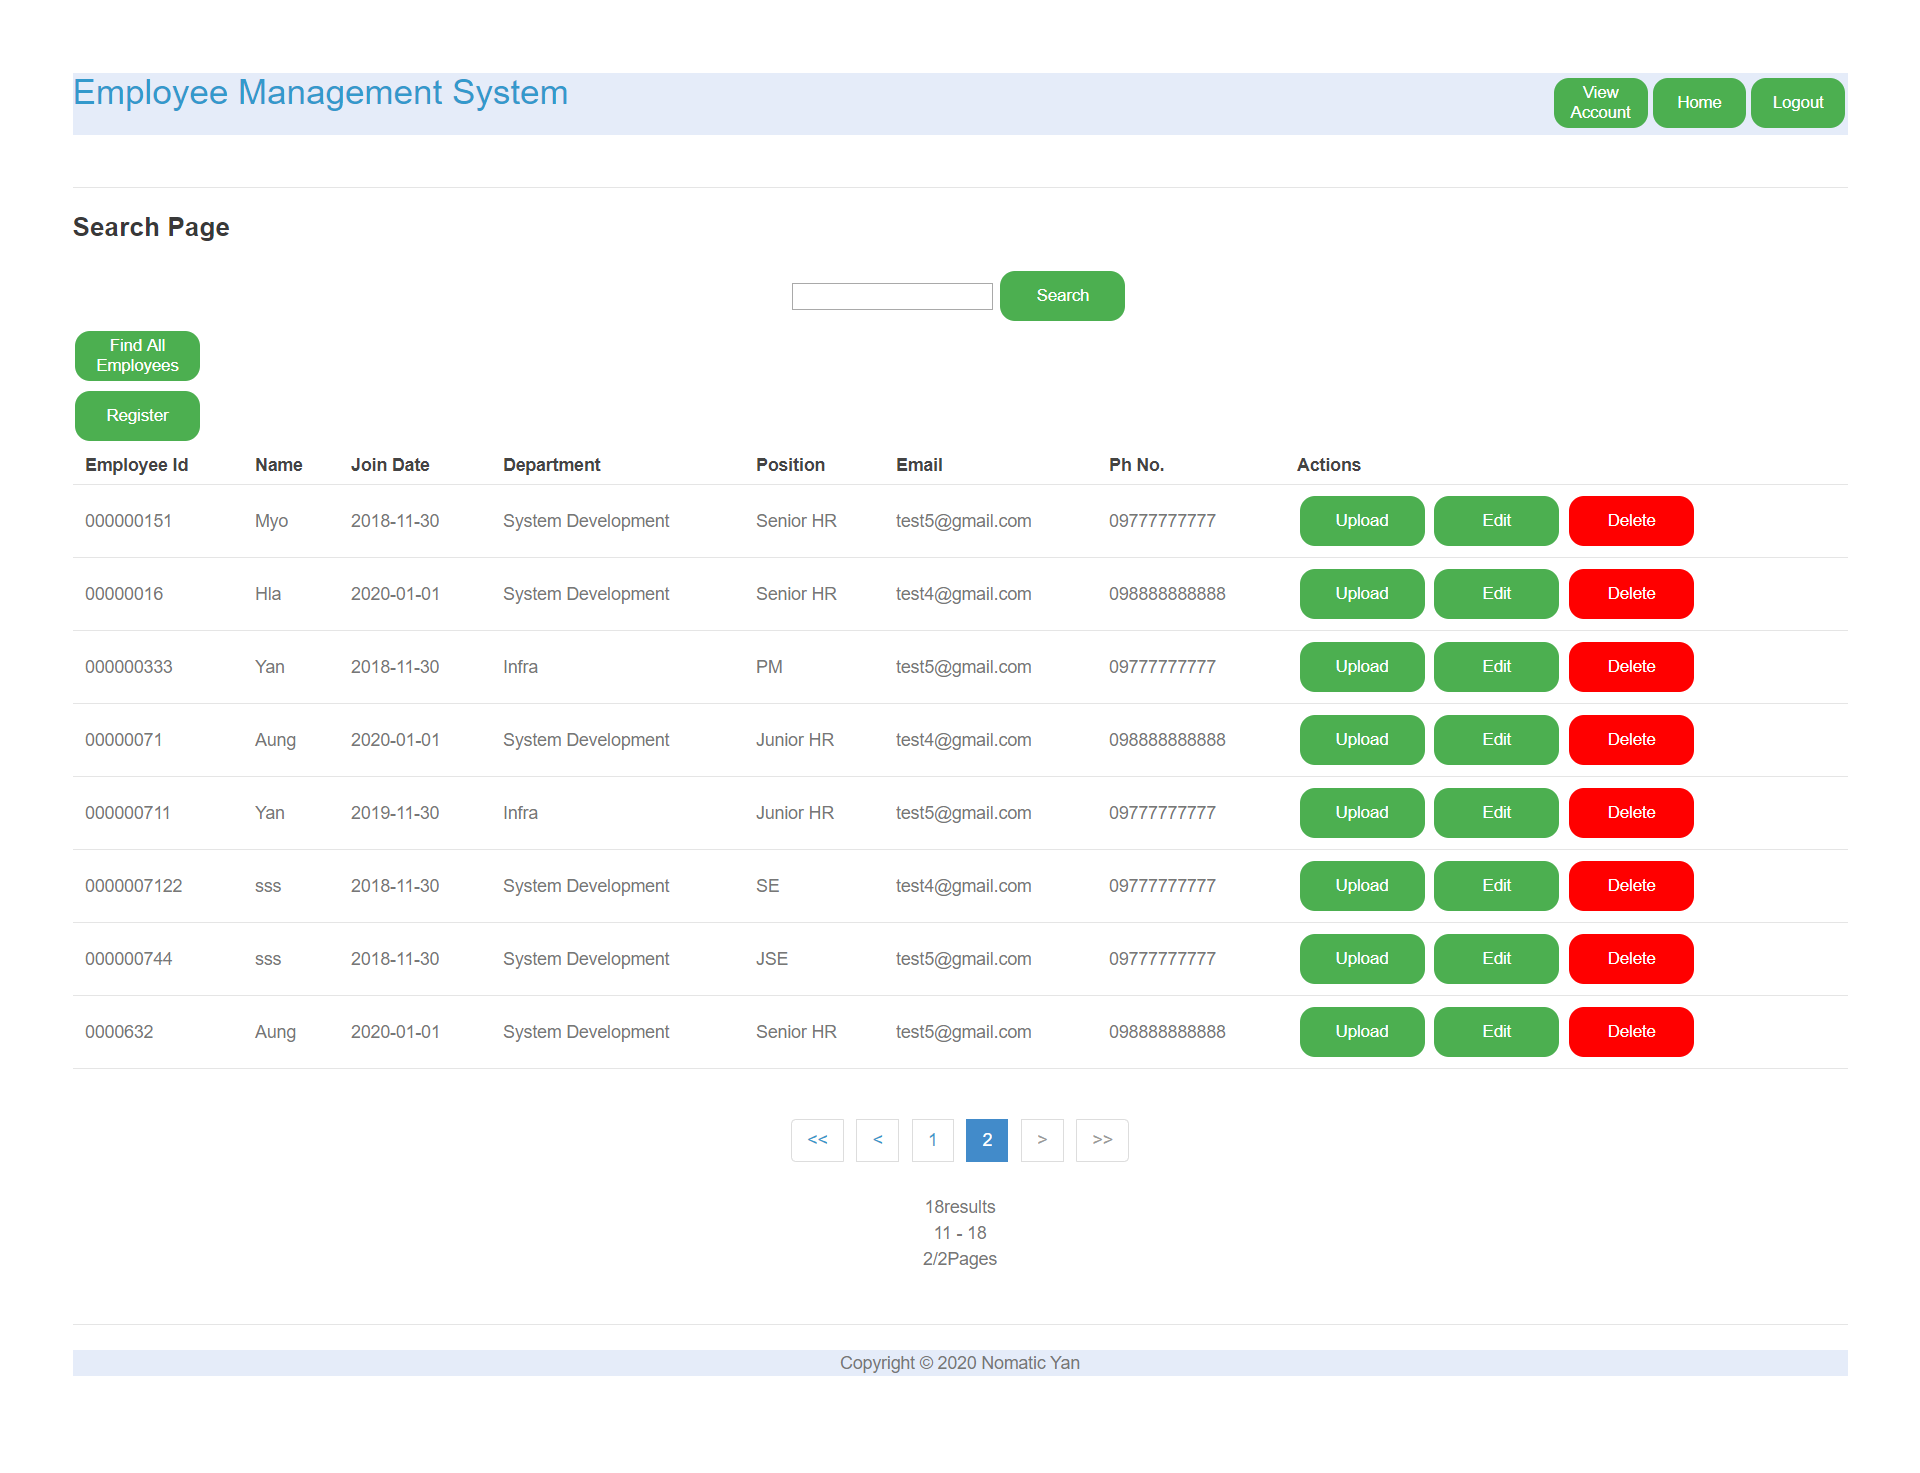 Employee Management System
View
Account
Home
Logout
Search Page
Search
Find All
Employees
Register
Employee Id Name Join Date Department Position Email Ph No. Actions
000000151 Myo 2018-11-30 System Development Senior HR test5@gmail.com 09777777777 Upload Edit Delete
00000016 Hla 2020-01-01 System Development Senior HR test4@gmail.com 098888888888 Upload Edit Delete
000000333 Yan 2018-11-30 Infra PM test5@gmail.com 09777777777 Upload Edit Delete
00000071 Aung 2020-01-01 System Development Junior HR test4@gmail.com 098888888888 Upload Edit Delete
000000711 Yan 2019-11-30 Infra Junior HR test5@gmail.com 09777777777 Upload Edit Delete
0000007122 sss 2018-11-30 System Development SE test4@gmail.com 09777777777 Upload Edit Delete
000000744 sss 2018-11-30 System Development JSE test5@gmail.com 09777777777 Upload Edit Delete
0000632 Aung 2020-01-01 System Development Senior HR test5@gmail.com 098888888888 Upload Edit Delete
<< < 1 2 > >>
18results
11 - 18
2/2Pages
Copyright © 2020 Nomatic Yan